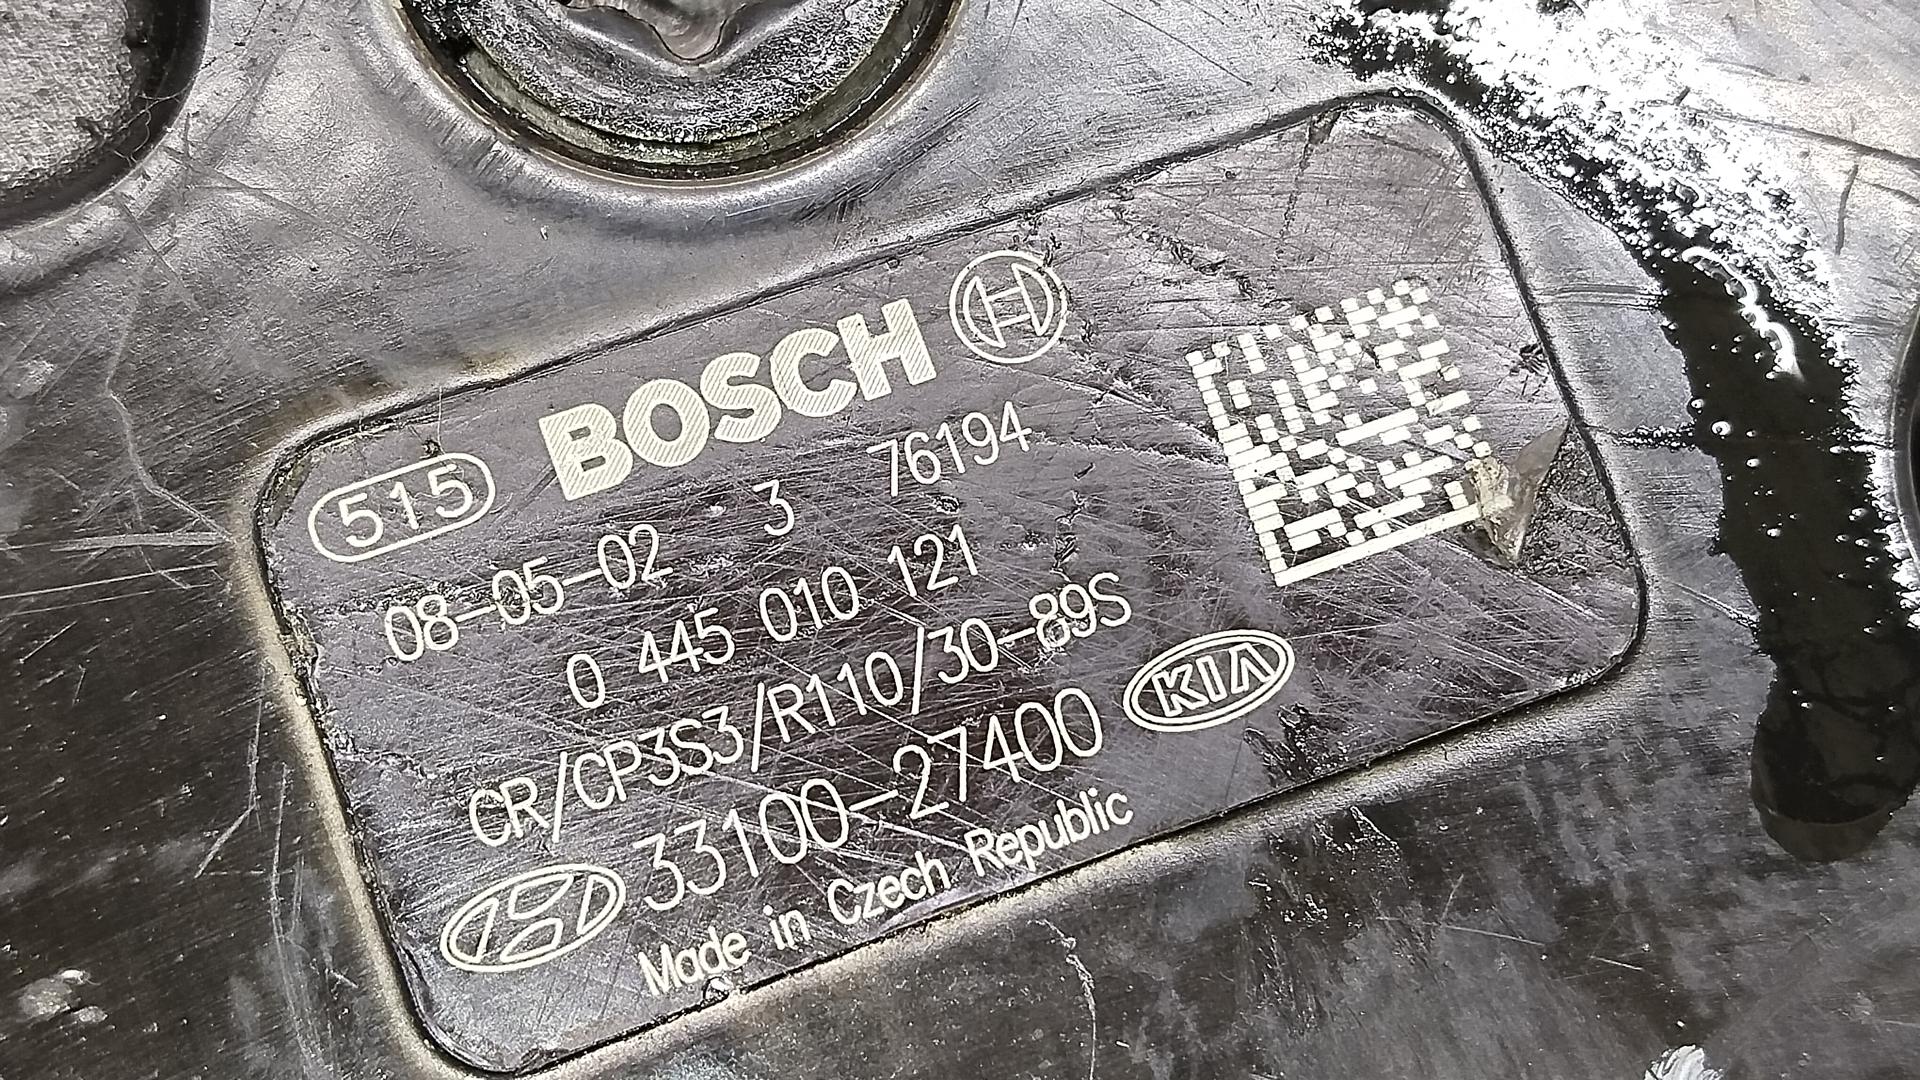 515 BOSCH
08-05-02 3 76194
0 445 010 121
CR/CP3S3/R110/30-89S
33100-27400 KIA
Made in Czech Republic